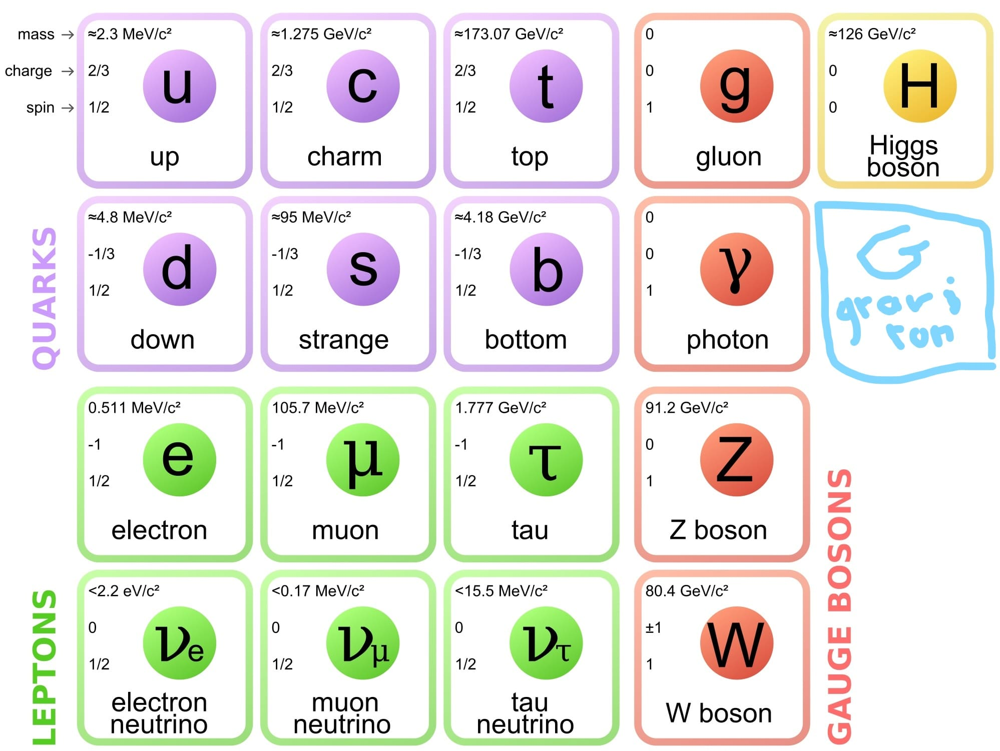 mass → ≈2.3 MeV/c²
charge → 2/3
spin → 1/2
u
up
≈1.275 GeV/c²
2/3
1/2
c
charm
≈173.07 GeV/c²
2/3
1/2
t
top
0
0
1
g
gluon
≈126 GeV/c²
0
0
H
Higgs
boson
QUARKS
≈4.8 MeV/c²
-1/3
1/2
d
down
≈95 MeV/c²
-1/3
1/2
s
strange
≈4.18 GeV/c²
-1/3
1/2
b
bottom
0
0
1
γ
photon
G
gravi
ton
LEPTONS
0.511 MeV/c²
-1
1/2
e
electron
105.7 MeV/c²
-1
1/2
μ
muon
1.777 GeV/c²
-1
1/2
τ
tau
91.2 GeV/c²
0
1
Z
Z boson
GAUGE BOSONS
<2.2 eV/c²
0
1/2
νe
electron
neutrino
<0.17 MeV/c²
0
1/2
νμ
muon
neutrino
<15.5 MeV/c²
0
1/2
ντ
tau
neutrino
80.4 GeV/c²
±1
1
W
W boson